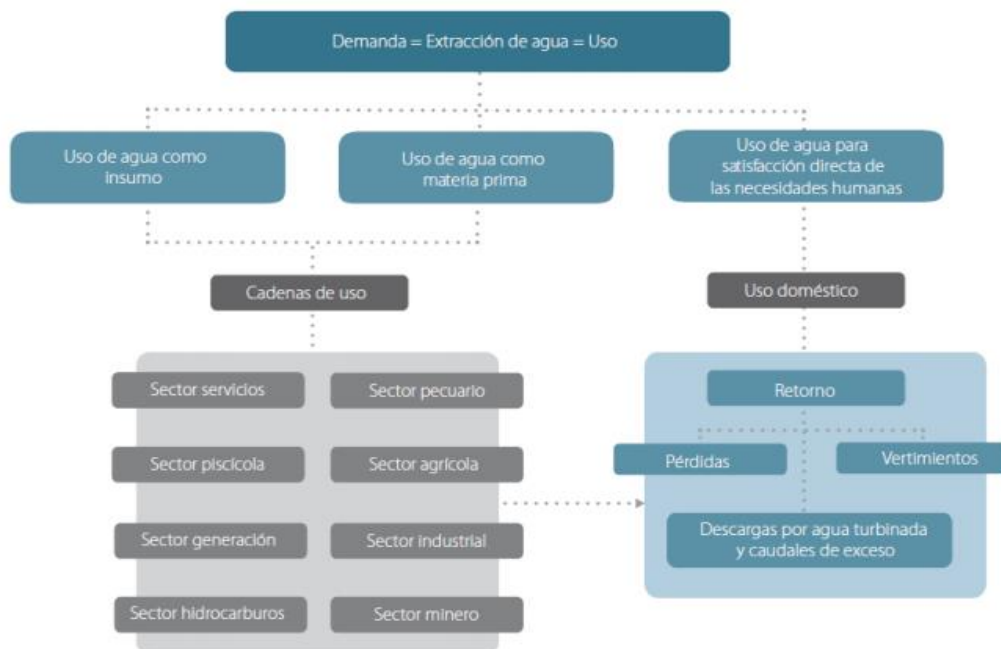 Demanda = Extracción de agua = Uso
Uso de agua como
insumo
Uso de agua como
materia prima
Uso de agua para
satisfacción directa de
las necesidades humanas
Cadenas de uso
Uso doméstico
Sector servicios
Sector pecuario
Sector piscícola
Sector agrícola
Sector generación
Sector industrial
Sector hidrocarburos
Sector minero
Retorno
Pérdidas
Vertimientos
Descargas por agua turbinada
y caudales de exceso